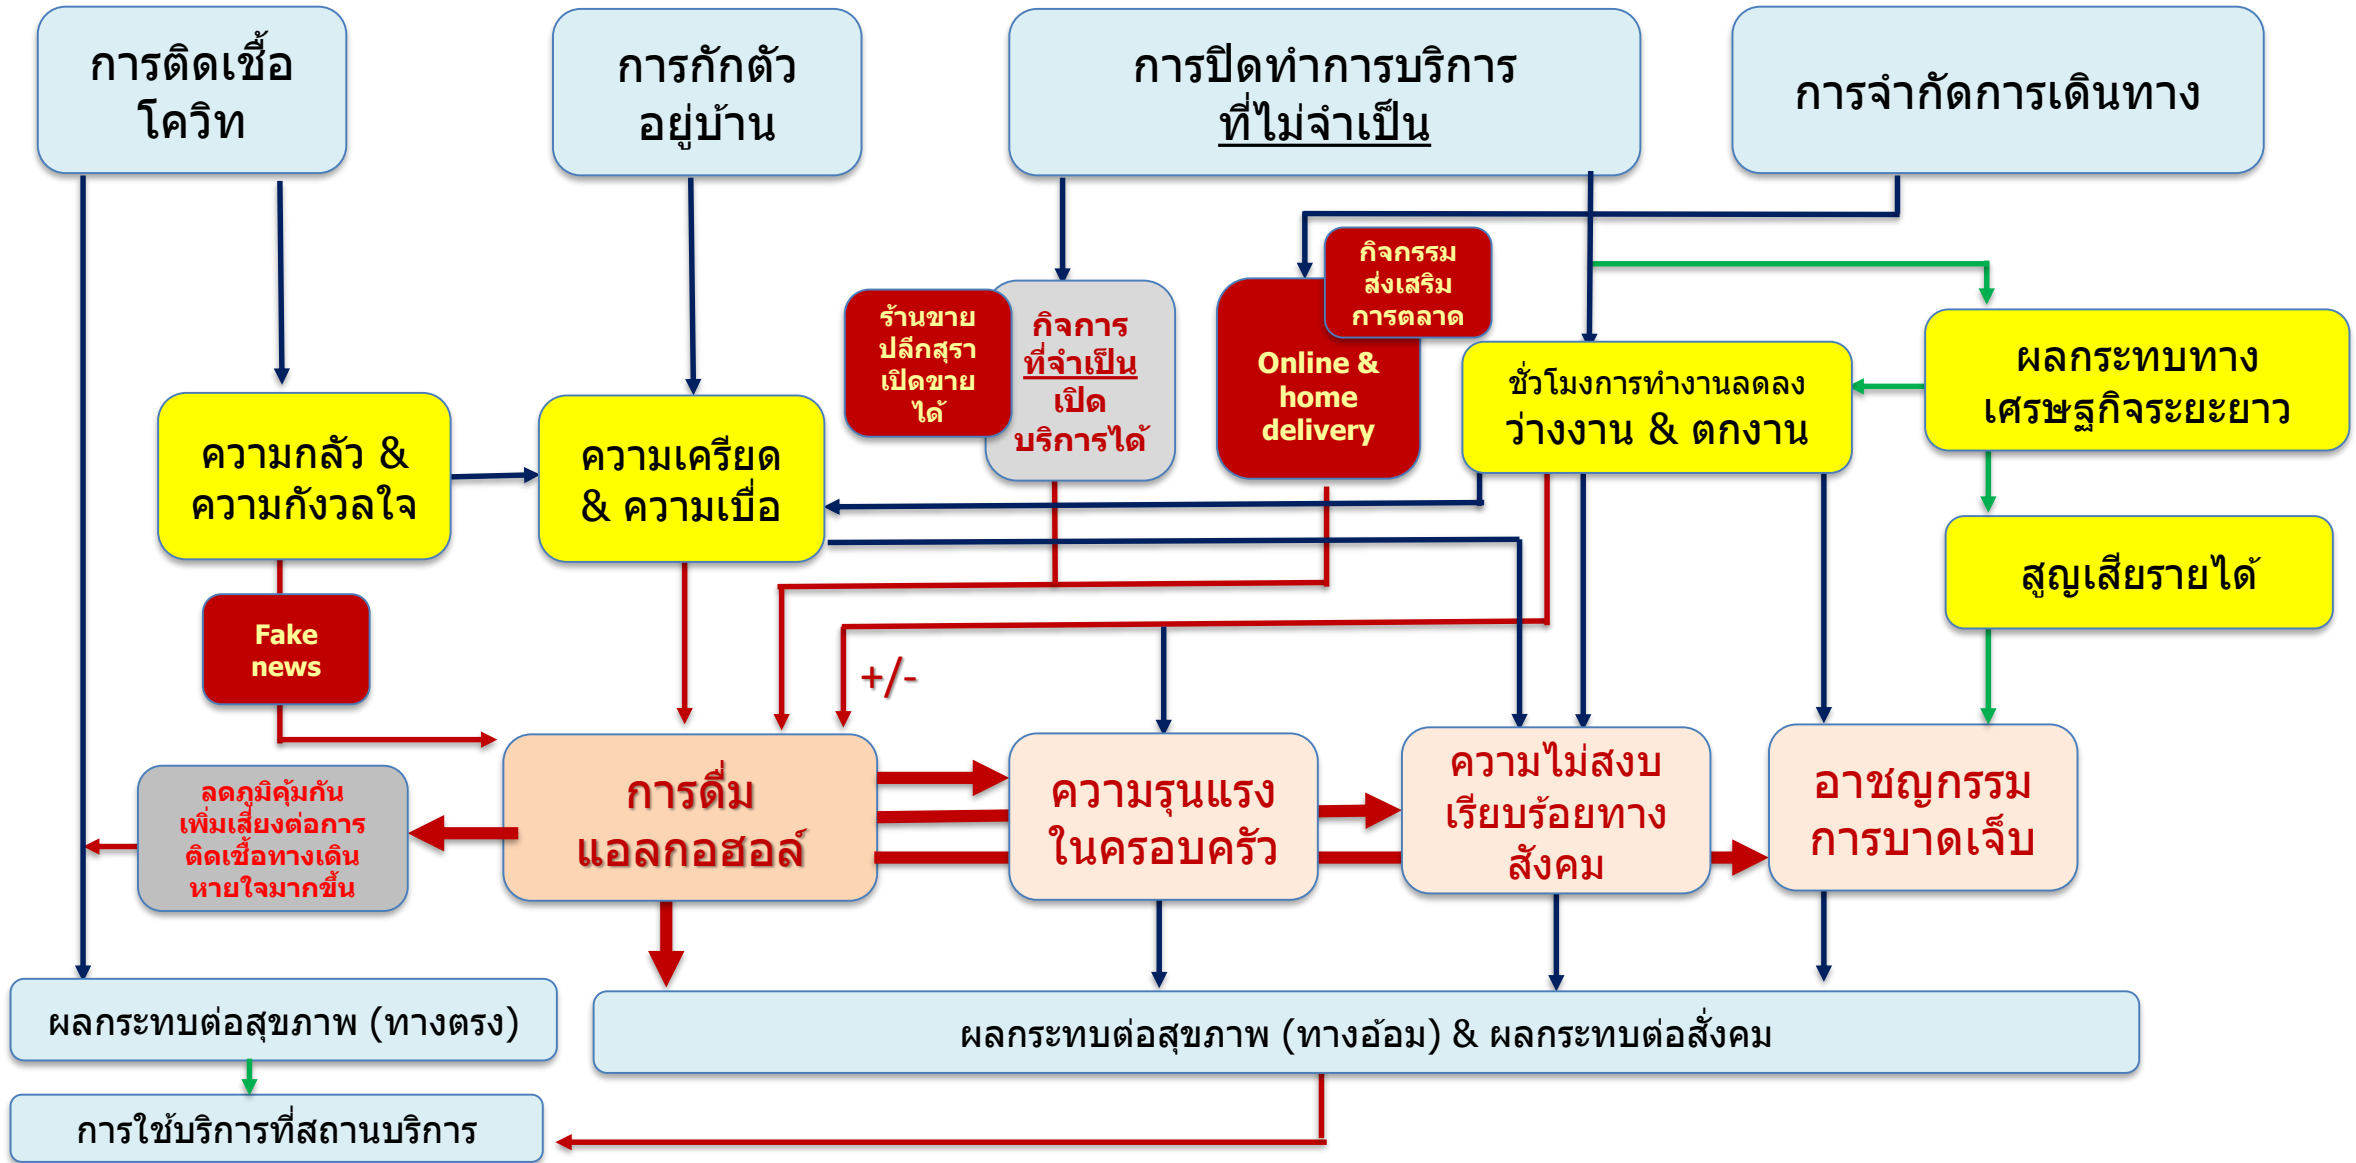 การติดเชื้อ
โควิท
การกักตัว
อยู่บ้าน
การปิดทำการบริการ
ที่ไม่จำเป็น
การจำกัดการเดินทาง
กิจกรรม
ส่งเสริม
การตลาด
ร้านขาย
ปลีกสุรา
เปิดขาย
ได้
กิจการ
ที่จำเป็น
เปิด
บริการได้
Online &
home
delivery
ชั่วโมงการทำงานลดลง
ว่างงาน & ตกงาน
ผลกระทบทาง
เศรษฐกิจระยะยาว
ความกลัว &
ความกังวลใจ
ความเครียด
& ความเบื่อ
สูญเสียรายได้
Fake
news
+/-
ลดภูมิคุ้มกัน
เพิ่มเสี่ยงต่อการ
ติดเชื้อทางเดิน
หายใจมากขึ้น
การดื่ม
แอลกอฮอล์
ความรุนแรง
ในครอบครัว
ความไม่สงบ
เรียบร้อยทาง
สังคม
อาชญกรรม
การบาดเจ็บ
ผลกระทบต่อสุขภาพ (ทางตรง)
ผลกระทบต่อสุขภาพ (ทางอ้อม) & ผลกระทบต่อสั่งคม
การใช้บริการที่สถานบริการ